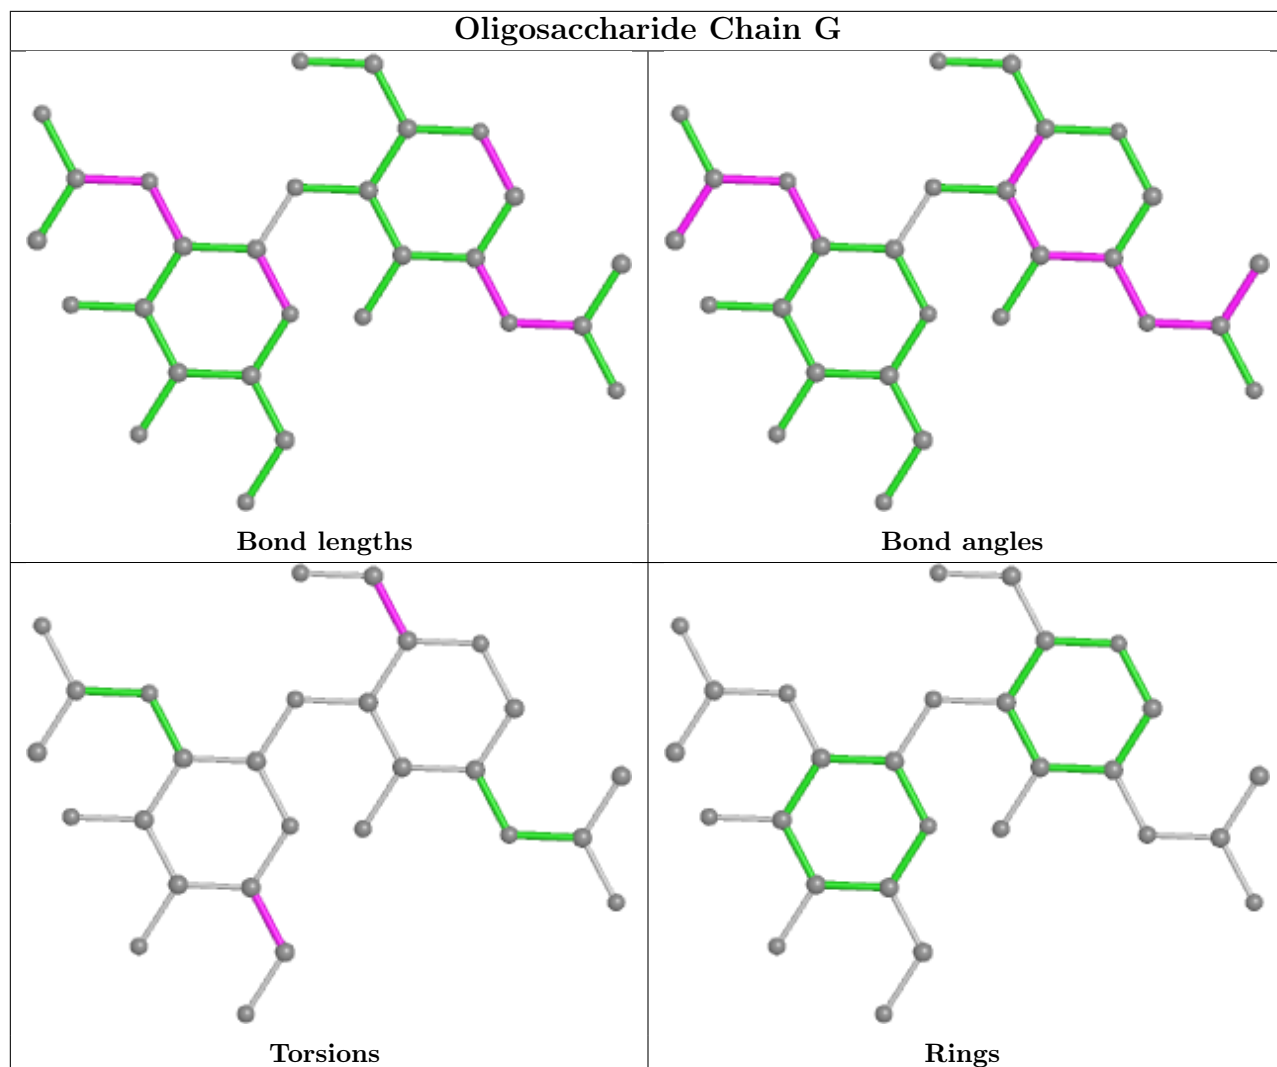 Oligosaccharide Chain G
Bond lengths
Bond angles
Torsions
Rings